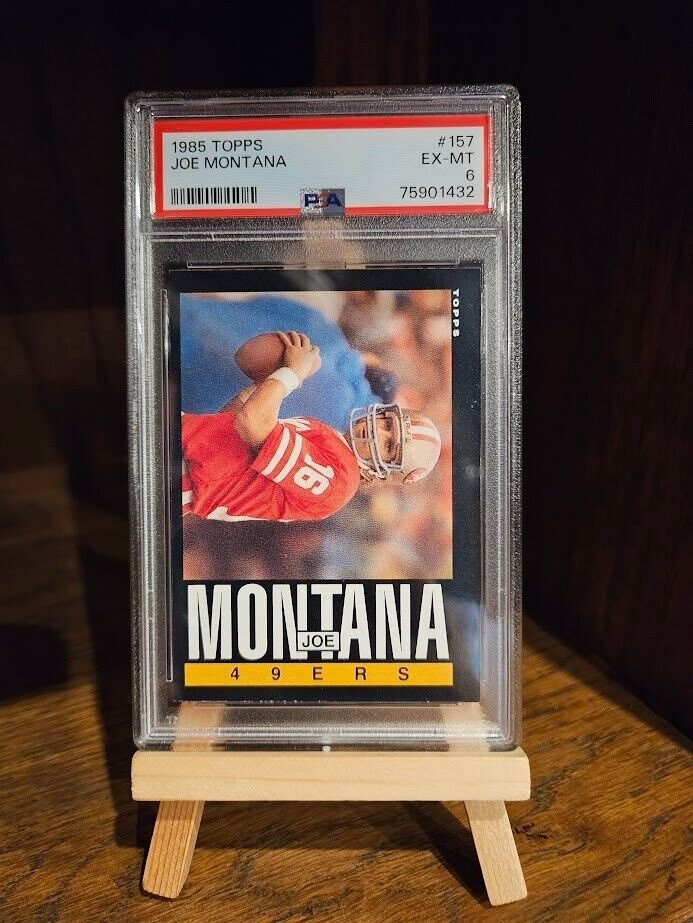 1985 TOPPS #157
JOE MONTANA EX-MT
6
PSA 75901432
TOPPS
16
MONTANA
JOE
49ERS